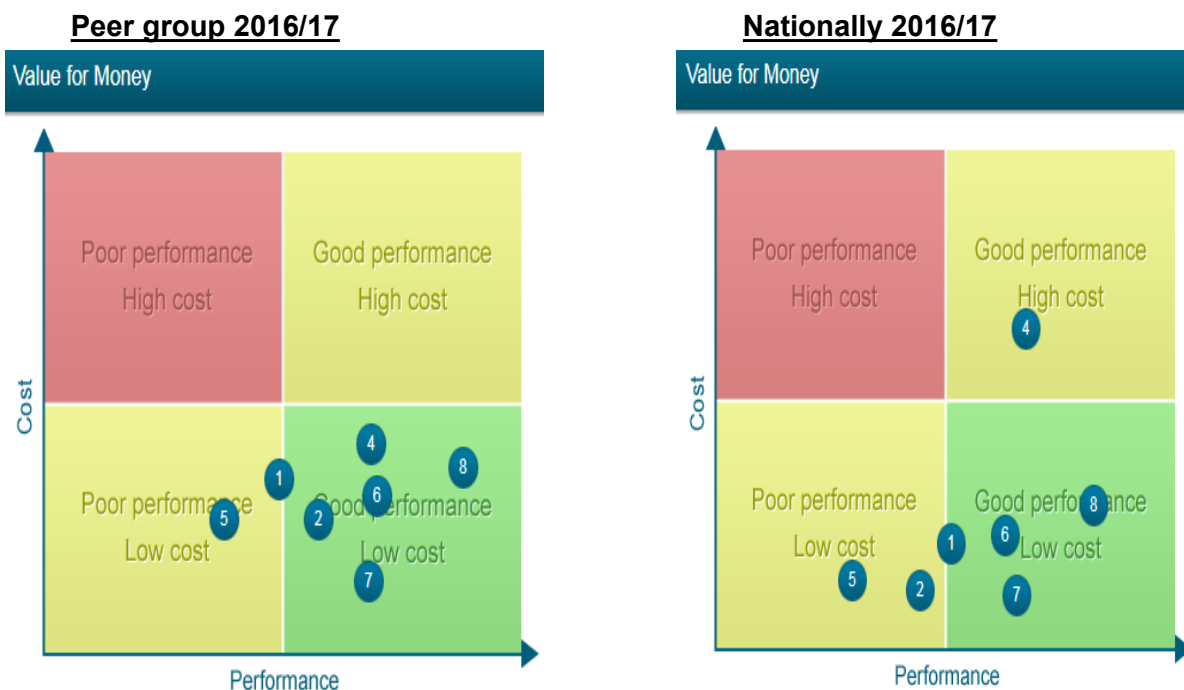 Peer group 2016/17
Value for Money
Cost
Poor performance
High cost
Good performance
High cost
Poor performance
Low cost
Good performance
Low cost
4
8
1
6
5
2
7
Performance
Nationally 2016/17
Value for Money
Cost
Poor performance
High cost
Good performance
High cost
4
Poor performance
Low cost
Good performance
Low cost
8
6
1
5
2
7
Performance